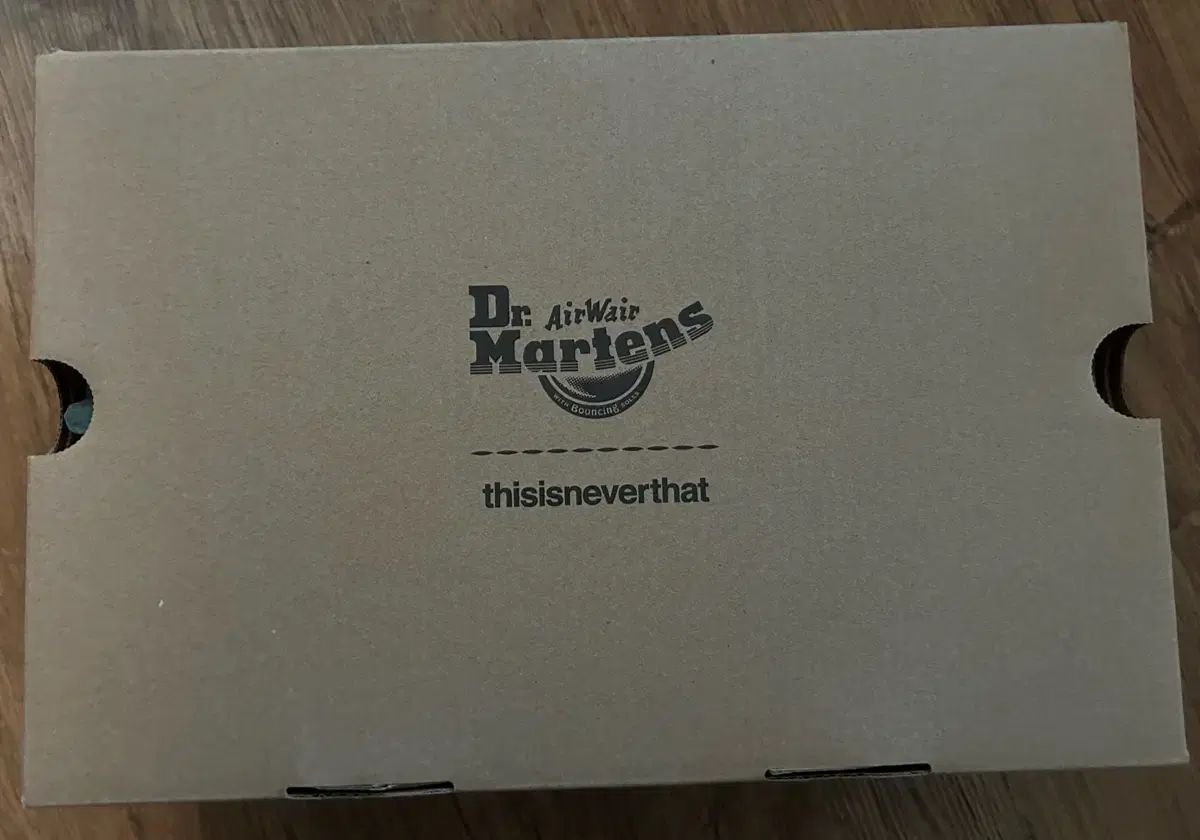 Dr. AirWair
Martens
WITH Bouncing SOLES
thisisneverthat